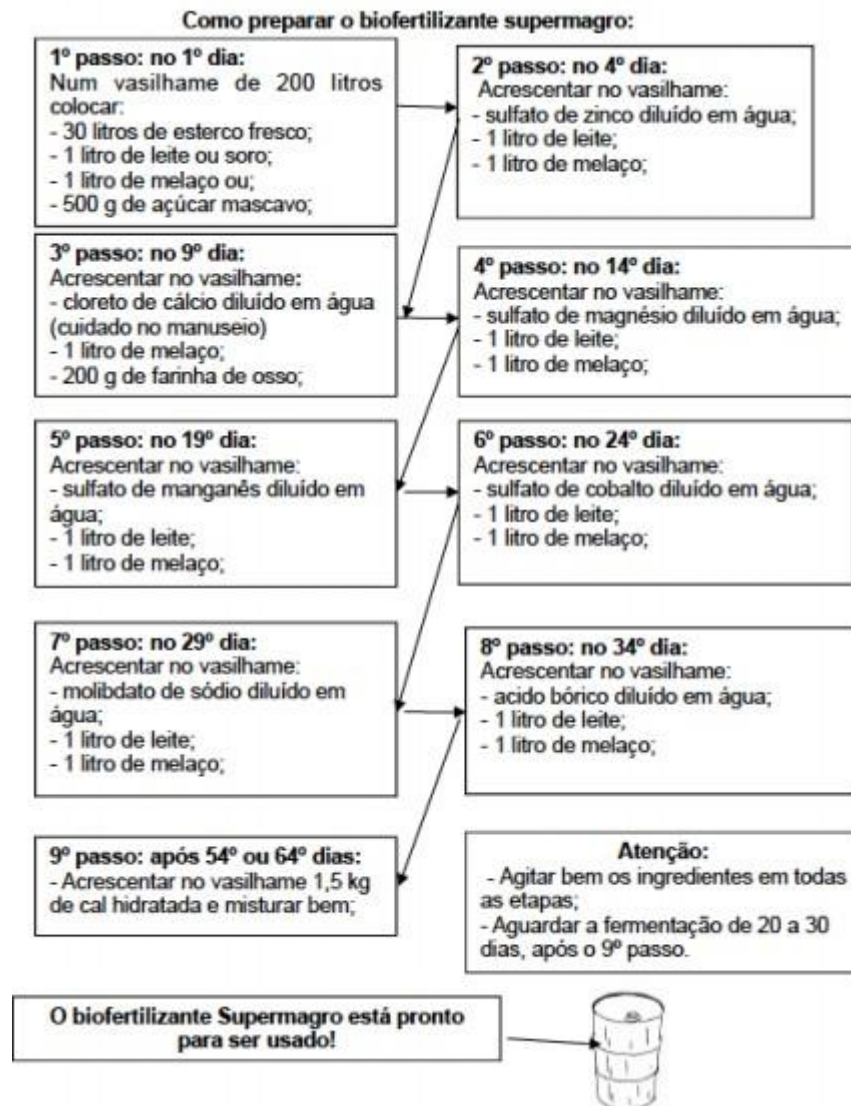 Como preparar o biofertilizante supermagro:
1º passo: no 1º dia:
Num vasilhame de 200 litros
colocar:
- 30 litros de esterco fresco;
- 1 litro de leite ou soro;
- 1 litro de melaço ou;
- 500 g de açúcar mascavo;
2º passo: no 4º dia:
Acrescentar no vasilhame:
- sulfato de zinco diluído em água;
- 1 litro de leite;
- 1 litro de melaço;
3º passo: no 9º dia:
Acrescentar no vasilhame:
- cloreto de cálcio diluído em água
(cuidado no manuseio)
- 1 litro de melaço;
- 200 g de farinha de osso;
4º passo: no 14º dia:
Acrescentar no vasilhame:
- sulfato de magnésio diluído em água;
- 1 litro de leite;
- 1 litro de melaço;
5º passo: no 19º dia:
Acrescentar no vasilhame:
- sulfato de manganês diluído em
água;
- 1 litro de leite;
- 1 litro de melaço;
6º passo: no 24º dia:
Acrescentar no vasilhame:
- sulfato de cobalto diluído em água;
- 1 litro de leite;
- 1 litro de melaço;
7º passo: no 29º dia:
Acrescentar no vasilhame:
- molibdato de sódio diluído em
água;
- 1 litro de leite;
- 1 litro de melaço;
8º passo: no 34º dia:
Acrescentar no vasilhame:
- acido bórico diluído em água;
- 1 litro de leite;
- 1 litro de melaço;
9º passo: após 54º ou 64º dias:
- Acrescentar no vasilhame 1,5 kg
de cal hidratada e misturar bem;
Atenção:
- Agitar bem os ingredientes em todas
as etapas;
- Aguardar a fermentação de 20 a 30
dias, após o 9º passo.
O biofertilizante Supermagro está pronto
para ser usado!